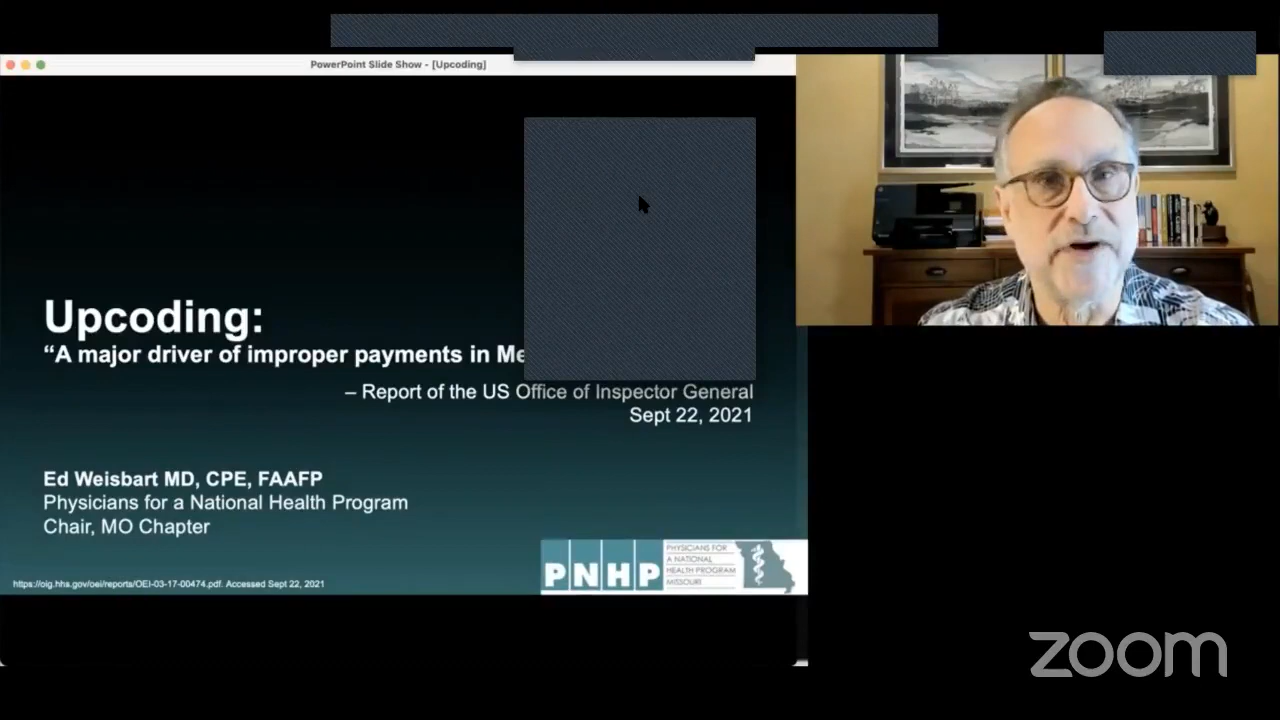 PowerPoint Slide Show - [Upcoding]
Upcoding:
“A major driver of improper payments in
– Report of the US Office of Inspector General
Sept 22, 2021
Ed Weisbart MD, CPE, FAAFP
Physicians for a National Health Program
Chair, MO Chapter
https://oig.hhs.gov/oei/reports/OEI-03-17-00474.pdf. Accessed Sept 22, 2021
PNHP
PHYSICIANS FOR
A NATIONAL
HEALTH PROGRAM
MISSOURI
zoom